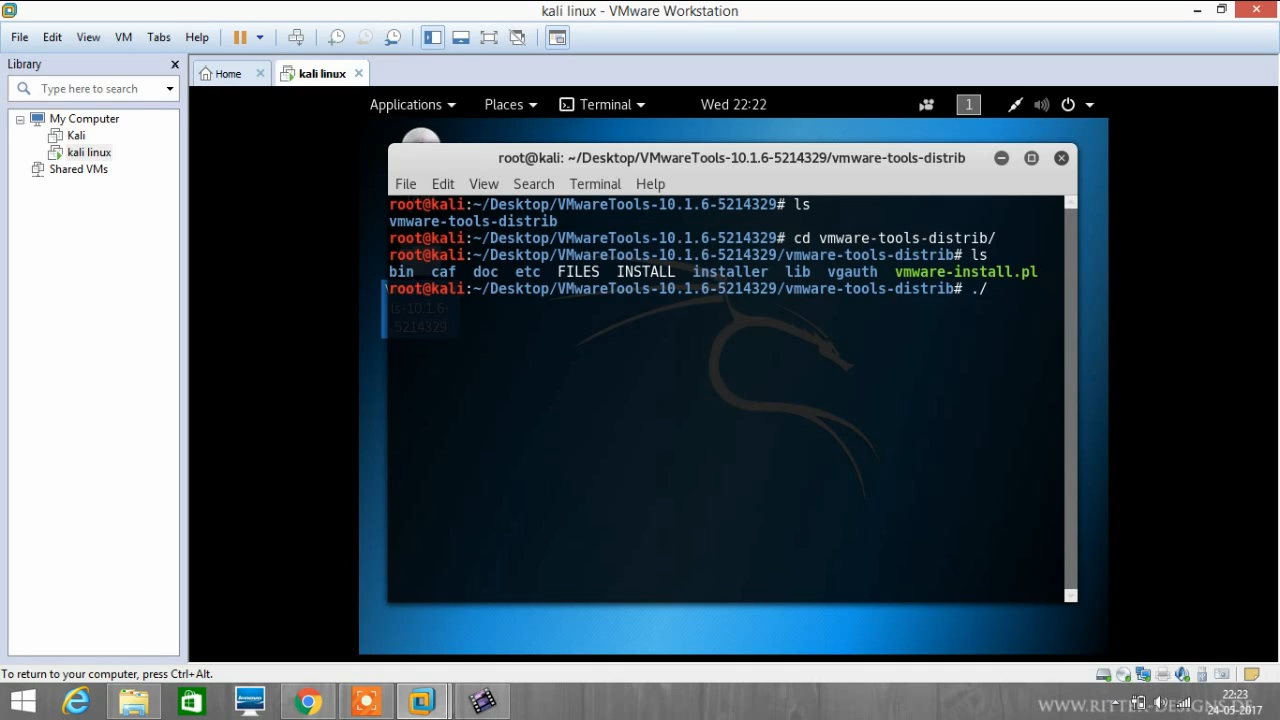 kali linux - VMware Workstation
File Edit View VM Tabs Help
Library
Type here to search
My Computer
Kali
kali linux
Shared VMs
Home
kali linux
Applications Places Terminal Wed 22:22 1
root@kali: ~/Desktop/VMwareTools-10.1.6-5214329/vmware-tools-distrib
File Edit View Search Terminal Help
root@kali:~/Desktop/VMwareTools-10.1.6-5214329# ls
vmware-tools-distrib
root@kali:~/Desktop/VMwareTools-10.1.6-5214329# cd vmware-tools-distrib/
root@kali:~/Desktop/VMwareTools-10.1.6-5214329/vmware-tools-distrib# ls
bin caf doc etc FILES INSTALL installer lib vgauth vmware-install.pl
root@kali:~/Desktop/VMwareTools-10.1.6-5214329/vmware-tools-distrib# ./
ls-10.1.6-
5214329
To return to your computer, press Ctrl+Alt.
22:23
24-05-2017